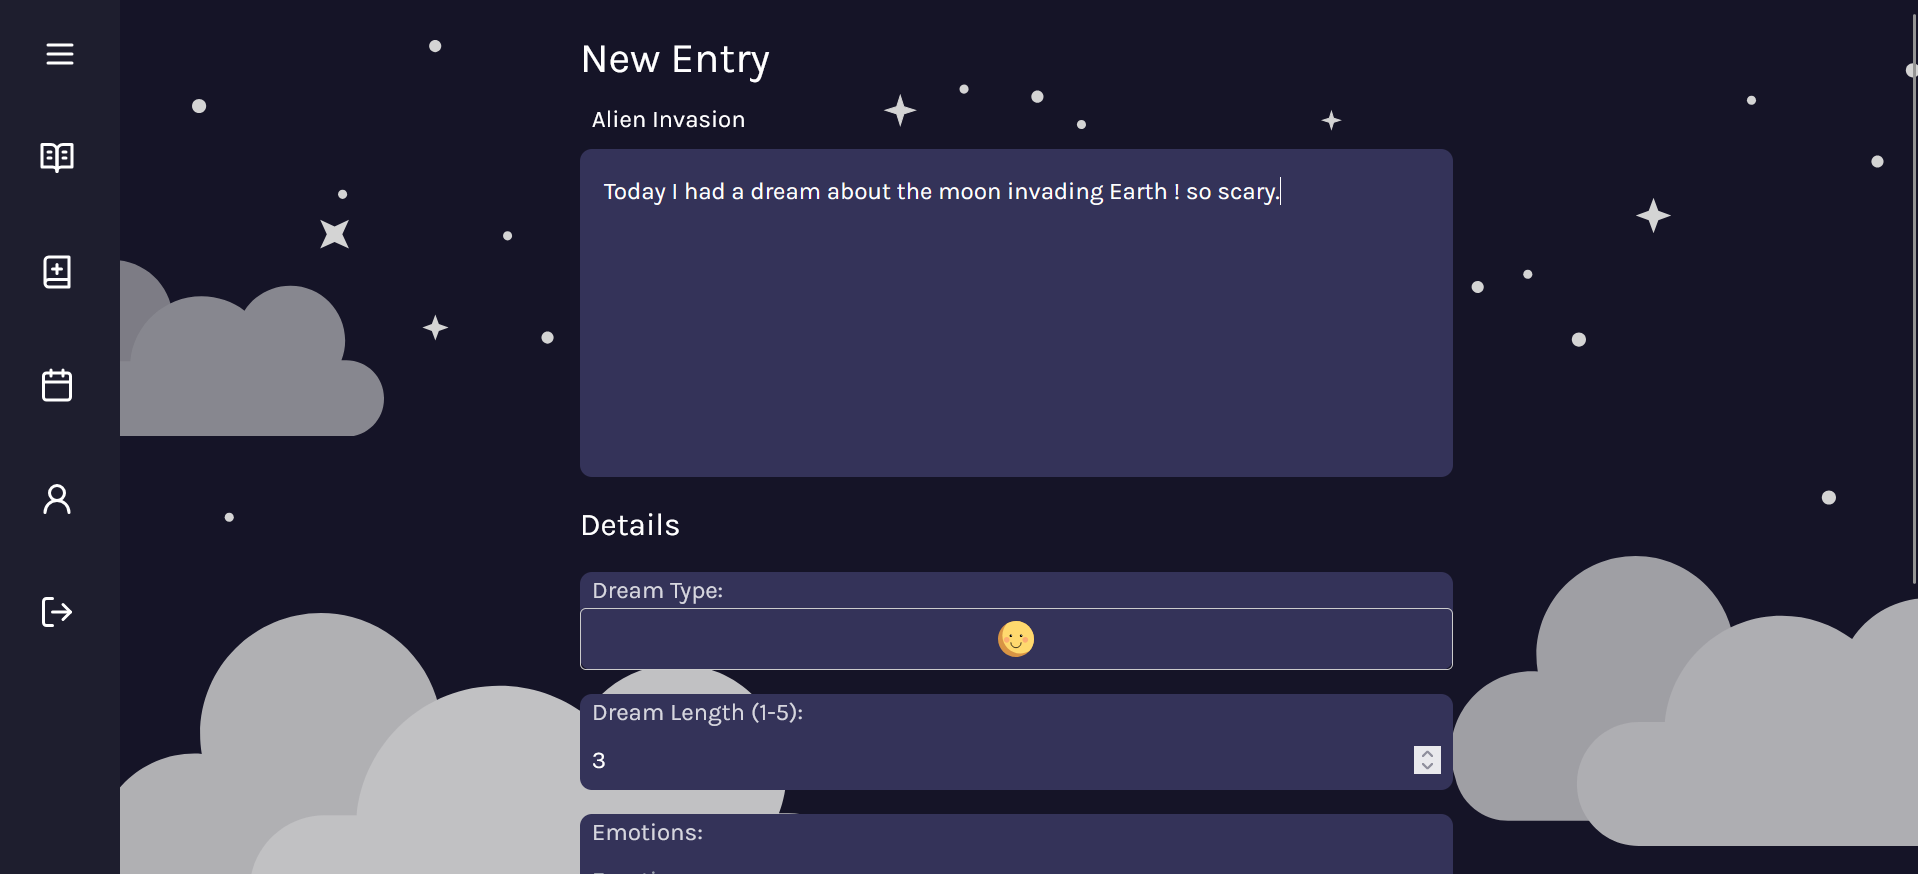 New Entry
Alien Invasion
Today I had a dream about the moon invading Earth ! so scary.
Details
Dream Type:
Dream Length (1-5):
3
Emotions: